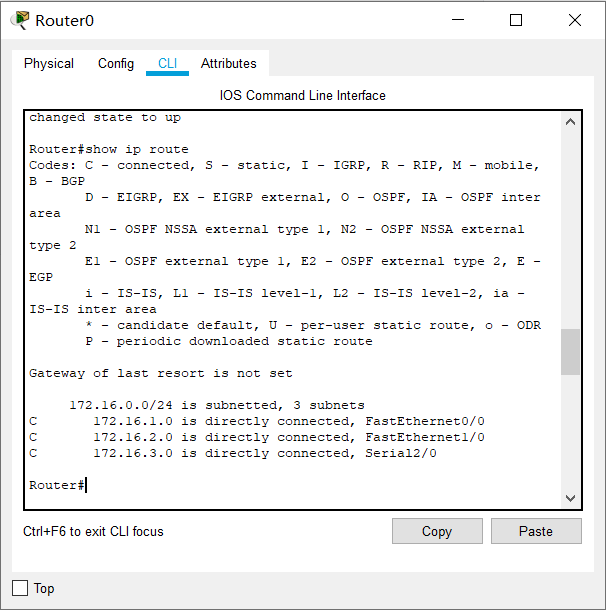 Router0
Physical Config CLI Attributes
IOS Command Line Interface
changed state to up
Router#show ip route
Codes: C - connected, S - static, I - IGRP, R - RIP, M - mobile,
B - BGP
       D - EIGRP, EX - EIGRP external, O - OSPF, IA - OSPF inter
area
       N1 - OSPF NSSA external type 1, N2 - OSPF NSSA external
type 2
       E1 - OSPF external type 1, E2 - OSPF external type 2, E -
EGP
       i - IS-IS, L1 - IS-IS level-1, L2 - IS-IS level-2, ia -
IS-IS inter area
       * - candidate default, U - per-user static route, o - ODR
       P - periodic downloaded static route
Gateway of last resort is not set
     172.16.0.0/24 is subnetted, 3 subnets
C       172.16.1.0 is directly connected, FastEthernet0/0
C       172.16.2.0 is directly connected, FastEthernet1/0
C       172.16.3.0 is directly connected, Serial2/0
Router#
Ctrl+F6 to exit CLI focus
Copy Paste
Top